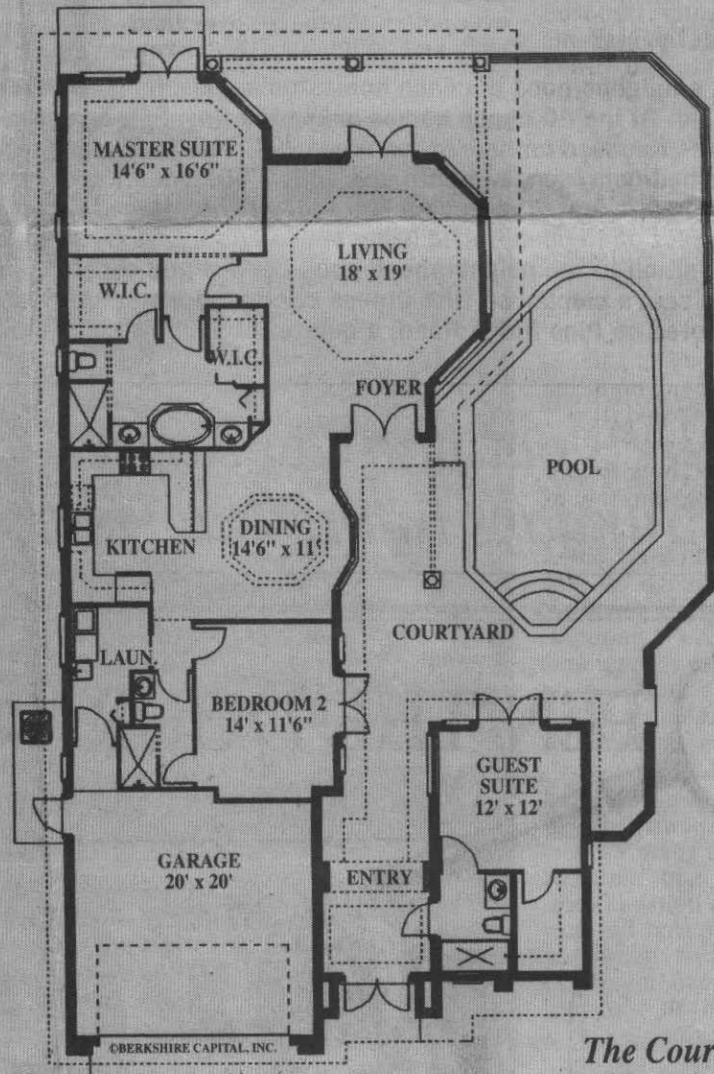 MASTER SUITE
14'6" x 16'6"
LIVING
18' x 19'
W.I.C.
W.I.C.
FOYER
POOL
DINING
14'6" x 11'
KITCHEN
COURTYARD
LAUN.
BEDROOM 2
14' x 11'6"
GUEST
SUITE
12' x 12'
GARAGE
20' x 20'
ENTRY
©BERKSHIRE CAPITAL, INC.
The Cour